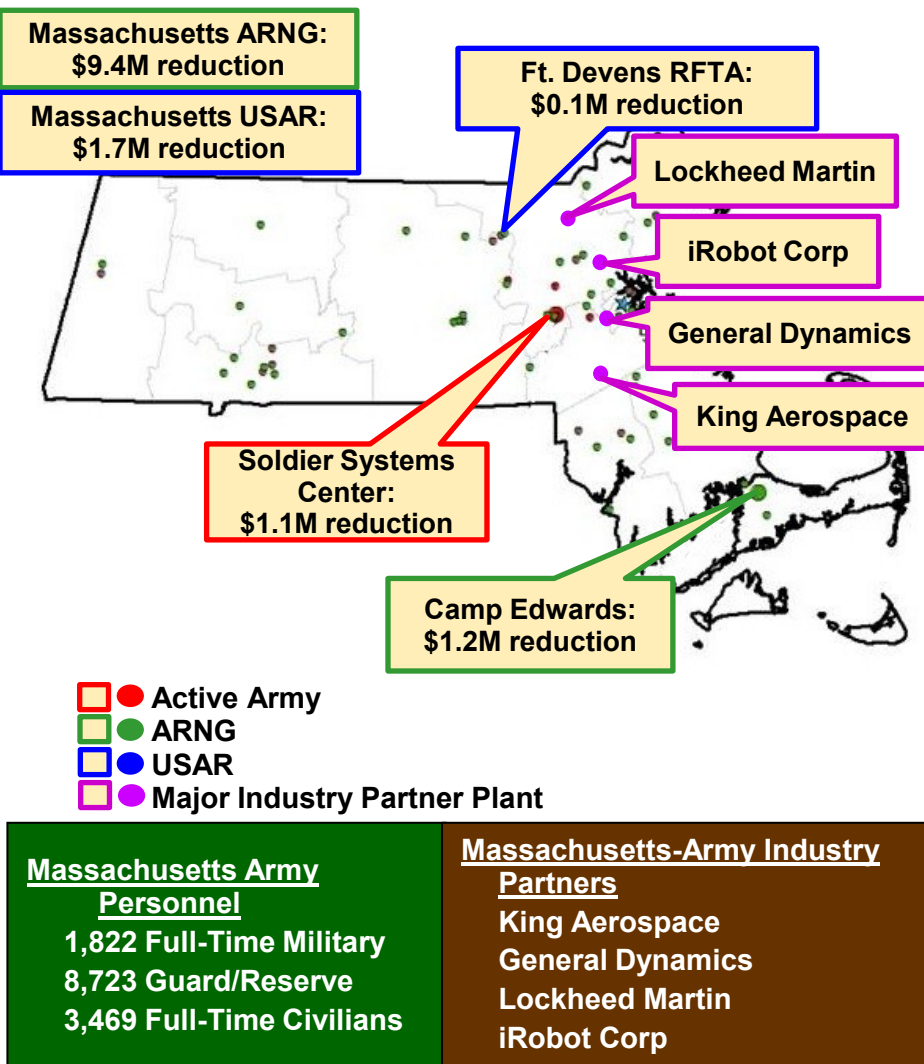 Massachusetts ARNG:
$9.4M reduction
Massachusetts USAR:
$1.7M reduction
Ft. Devens RFTA:
$0.1M reduction
Lockheed Martin
iRobot Corp
General Dynamics
King Aerospace
Soldier Systems
Center:
$1.1M reduction
Camp Edwards:
$1.2M reduction
Active Army
ARNG
USAR
Major Industry Partner Plant
Massachusetts Army
Personnel
1,822 Full-Time Military
8,723 Guard/Reserve
3,469 Full-Time Civilians
Massachusetts-Army Industry
Partners
King Aerospace
General Dynamics
Lockheed Martin
iRobot Corp